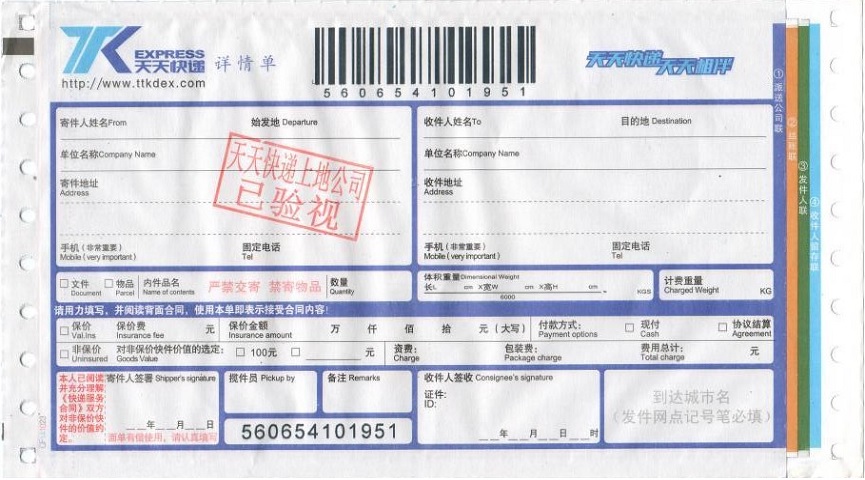 TTK EXPRESS
天天快递 详情单
http://www.ttkdex.com
560654101951
天天快递 天天相伴
寄件人姓名From 始发地 Departure
单位名称Company Name
寄件地址
Address
手机（非常重要） 固定电话
Mobile (very important) Tel
天天快递上地公司
已验视
收件人姓名To 目的地 Destination
单位名称Company Name
收件地址
Address
手机（非常重要） 固定电话
Mobile (very important) Tel
□ 文件 □ 物品 内件品名 严禁交寄 禁寄物品 数量
Document Parcel Name of contents Quantity
体积重量Dimensional Weight
长L cm X宽W cm X高H cm = KGS
6000
计费重量
Charged Weight KG
请用力填写，并阅读背面合同，使用本单即表示接受合同内容！
□ 保价 保价费 元 保价金额 万 仟 佰 拾 元（大写） 付款方式： □ 现付 □ 协议结算
Val.Ins Insurance fee Insurance amount Payment options Cash Agreement
□ 非保价 对非保价快件价值的选定： □ 100元 □ 元 资费： 包装费： 费用总计： 元
Uninsured Goods Value Charge Package charge Total charge
本人已阅读
并充分理解
《快递服务
合同》双方
对非保价快
件的价值约
定。
寄件人签署 Shipper's signature
年 月 日
面单有偿使用，请认真填写
揽件员 Pickup by
备注 Remarks
560654101951
收件人签收 Consignee's signature
证件：
ID:
年 月 日 时
到达城市名
（发件网点记号笔必填）
①派送公司联
②结账联
③发件人联
④收件人留存联